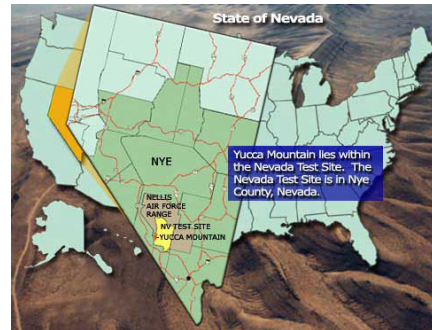 State of Nevada
NYE
Yucca Mountain lies within
the Nevada Test Site. The
Nevada Test Site is in Nye
County, Nevada.
NELLIS
AIR FORCE
RANGE
NV TEST SITE
YUCCA MOUNTAIN